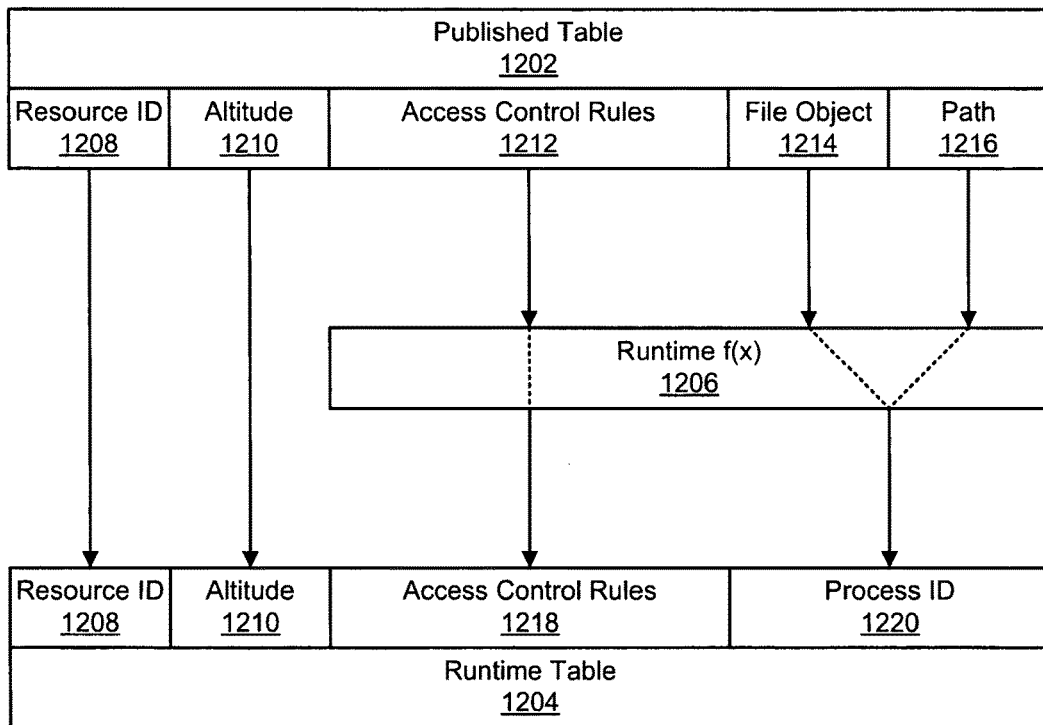 Published Table
1202
Resource ID
1208
Altitude
1210
Access Control Rules
1212
File Object
1214
Path
1216
Runtime f(x)
1206
Resource ID
1208
Altitude
1210
Access Control Rules
1218
Process ID
1220
Runtime Table
1204